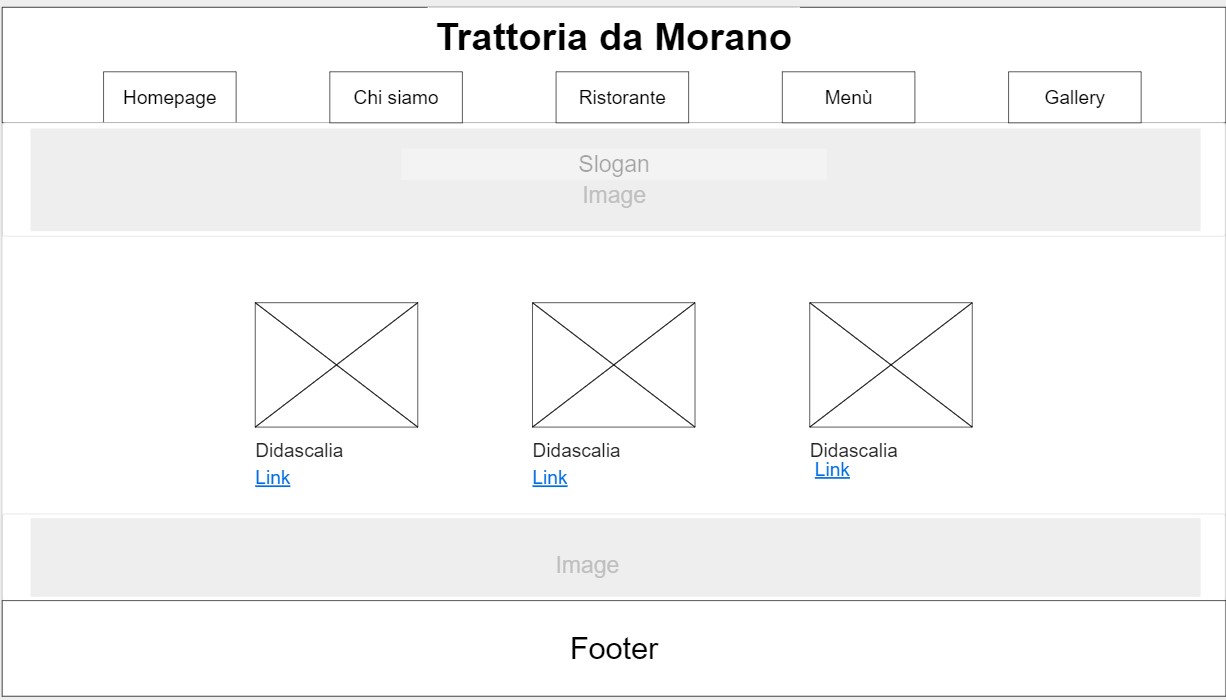 Trattoria da Morano
Homepage Chi siamo Ristorante Menù Gallery
Slogan
Image
Didascalia Didascalia Didascalia
Link Link Link
Image
Footer